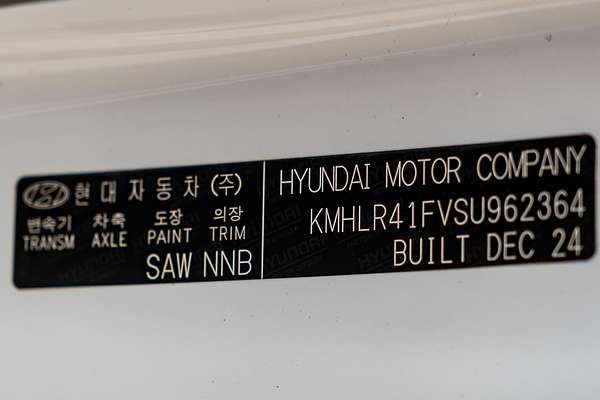 현대자동차(주)
변속기 차축 도장 의장
TRANSM AXLE PAINT TRIM
SAW NNB
HYUNDAI MOTOR COMPANY
KMHLR41FVSU962364
BUILT DEC 24